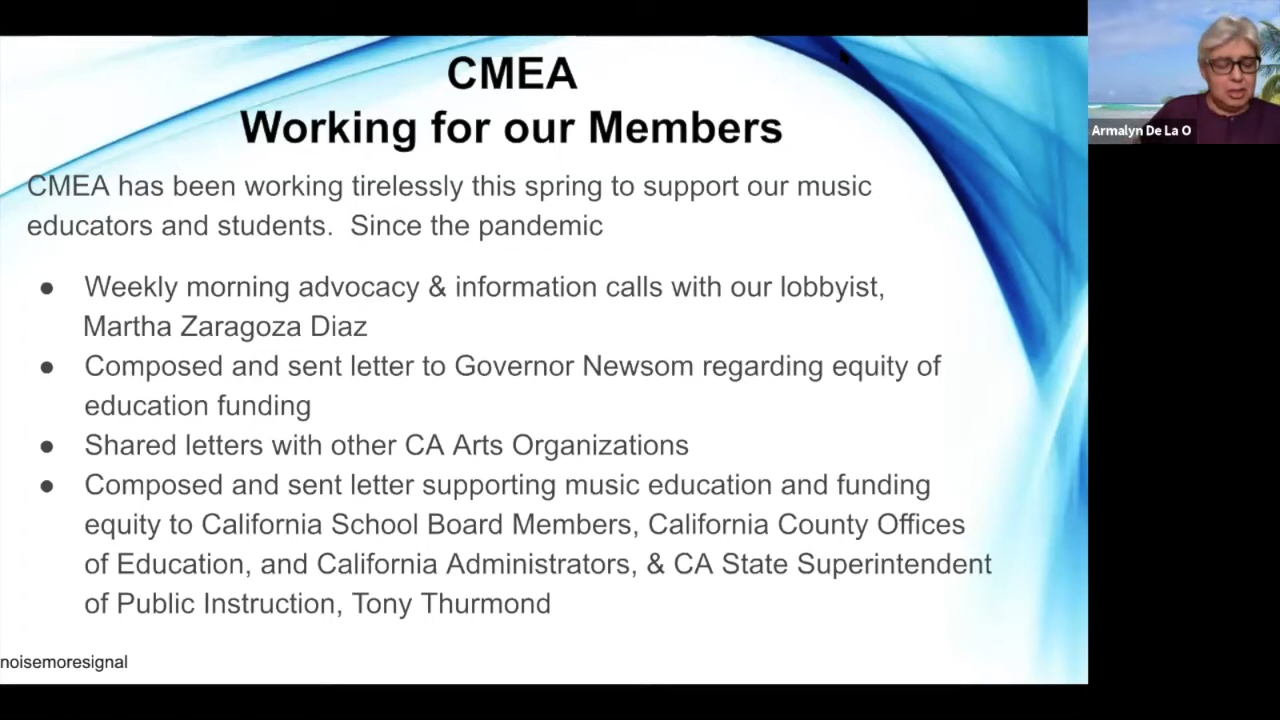 CMEA
Working for our Members
CMEA has been working tirelessly this spring to support our music
educators and students.  Since the pandemic
● Weekly morning advocacy & information calls with our lobbyist,
Martha Zaragoza Diaz
● Composed and sent letter to Governor Newsom regarding equity of
education funding
● Shared letters with other CA Arts Organizations
● Composed and sent letter supporting music education and funding
equity to California School Board Members, California County Offices
of Education, and California Administrators, & CA State Superintendent
of Public Instruction, Tony Thurmond
noisemoresignal
Armalyn De La O